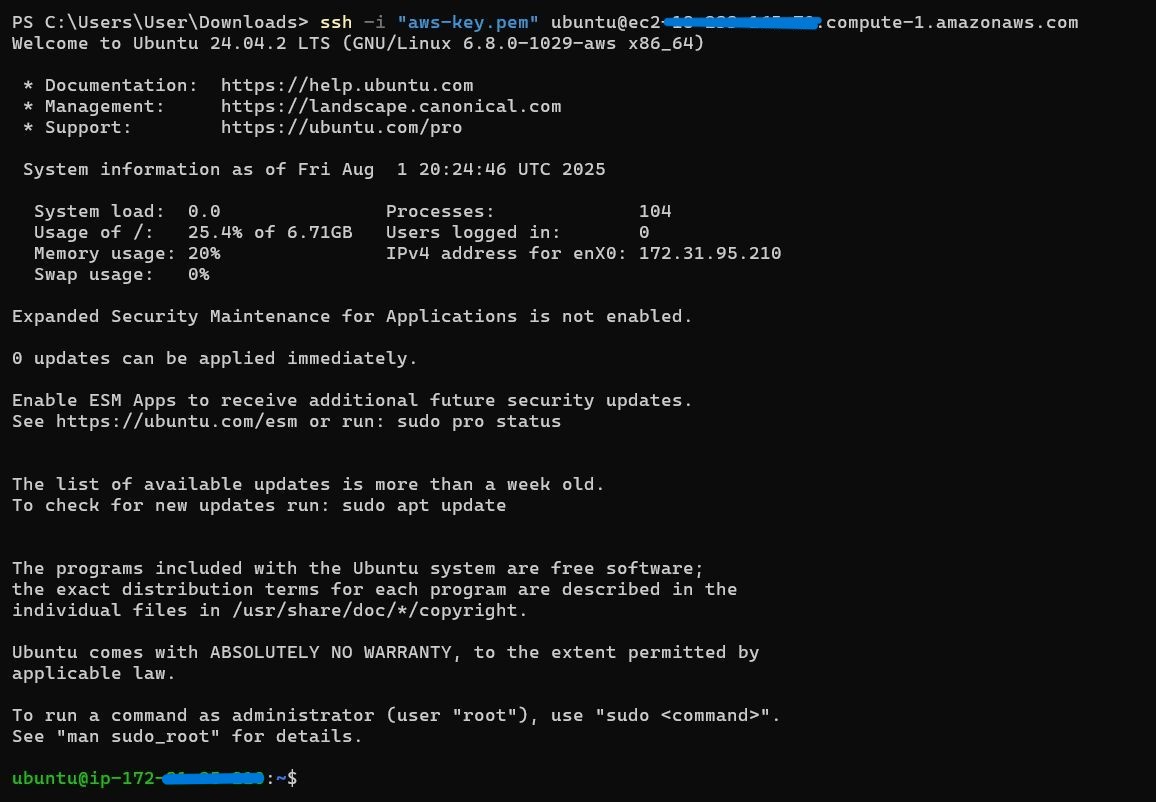 PS C:\Users\User\Downloads> ssh -i "aws-key.pem" ubuntu@ec2-.compute-1.amazonaws.com
Welcome to Ubuntu 24.04.2 LTS (GNU/Linux 6.8.0-1029-aws x86_64)
* Documentation: https://help.ubuntu.com
* Management: https://landscape.canonical.com
* Support: https://ubuntu.com/pro
System information as of Fri Aug 1 20:24:46 UTC 2025
System load: 0.0 Processes: 104
Usage of /: 25.4% of 6.71GB Users logged in: 0
Memory usage: 20% IPv4 address for enX0: 172.31.95.210
Swap usage: 0%
Expanded Security Maintenance for Applications is not enabled.
0 updates can be applied immediately.
Enable ESM Apps to receive additional future security updates.
See https://ubuntu.com/esm or run: sudo pro status
The list of available updates is more than a week old.
To check for new updates run: sudo apt update
The programs included with the Ubuntu system are free software;
the exact distribution terms for each program are described in the
individual files in /usr/share/doc/*/copyright.
Ubuntu comes with ABSOLUTELY NO WARRANTY, to the extent permitted by
applicable law.
To run a command as administrator (user "root"), use "sudo <command>".
See "man sudo_root" for details.
ubuntu@ip-172-:~$